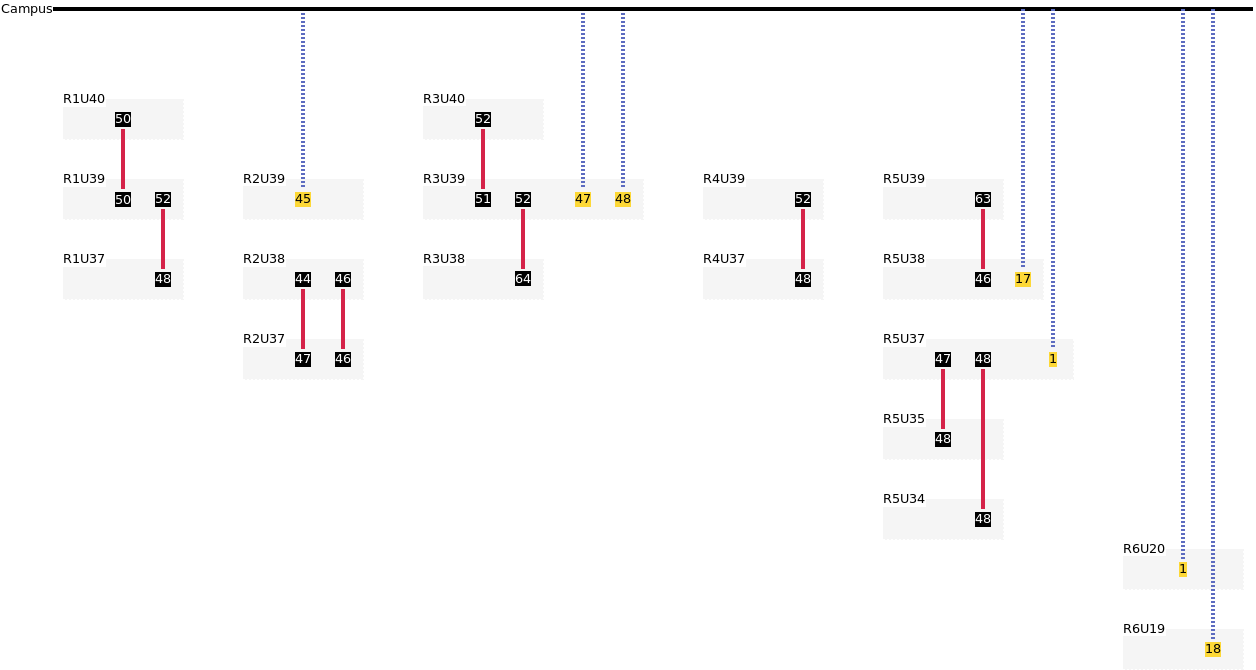 Campus
R1U40
50
R1U39
50 52
R1U37
48
R2U39
45
R2U38
44 46
R2U37
47 46
R3U40
52
R3U39
51 52 47 48
R3U38
64
R4U39
52
R4U37
48
R5U39
63
R5U38
46 17
R5U37
47 48 1
R5U35
48
R5U34
48
R6U20
1
R6U19
18